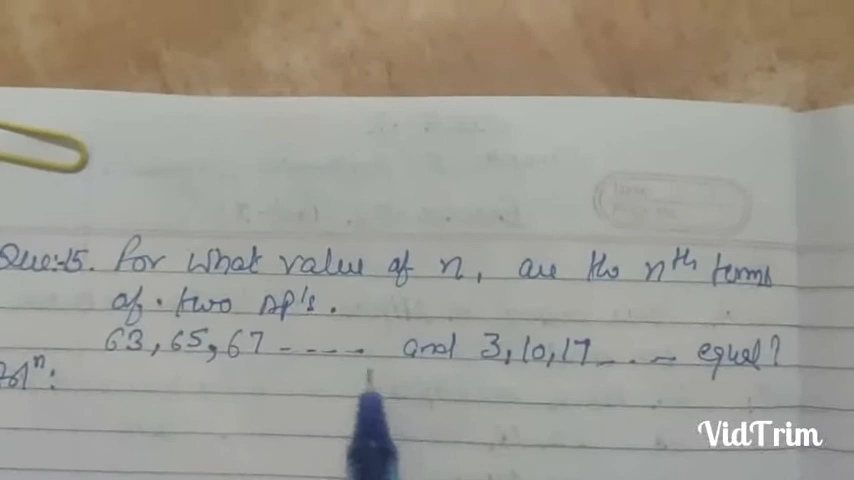 Que:-15. For what value of n, are the nth terms
of two AP's.
63, 65, 67 ---- and 3, 10, 17 ---- equal?
Solⁿ:
VidTrim